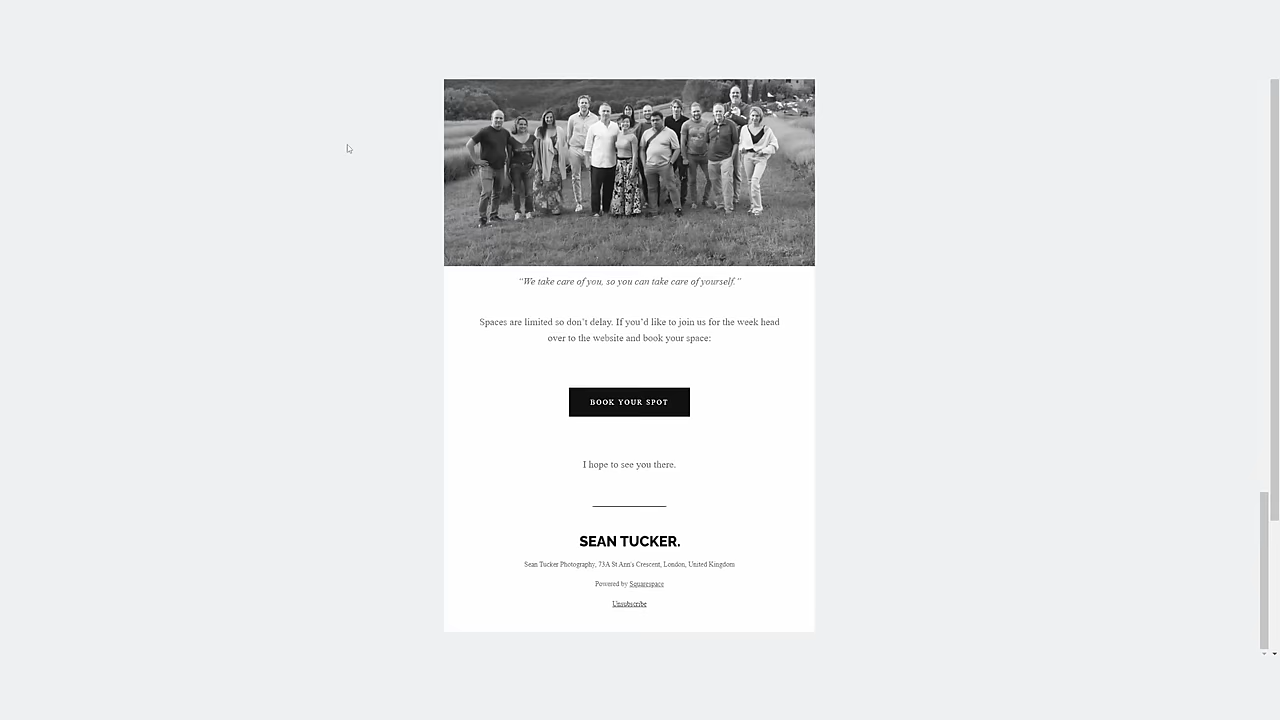 “We take care of you, so you can take care of yourself.”
Spaces are limited so don’t delay. If you’d like to join us for the week head
over to the website and book your space:
BOOK YOUR SPOT
I hope to see you there.
SEAN TUCKER.
Sean Tucker Photography, 73A St Ann's Crescent, London, United Kingdom
Powered by Squarespace
Unsubscribe